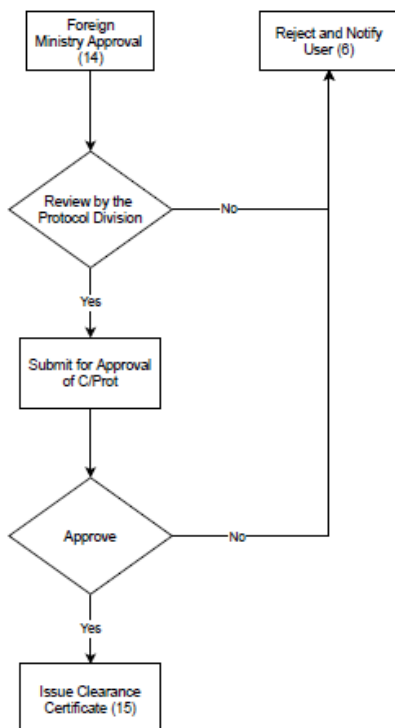 Foreign
Ministry Approval
(14)
Reject and Notify
User (6)
Review by the
Protocol Division
No
Yes
Submit for Approval
of C/Prot
Approve
No
Yes
Issue Clearance
Certificate (15)